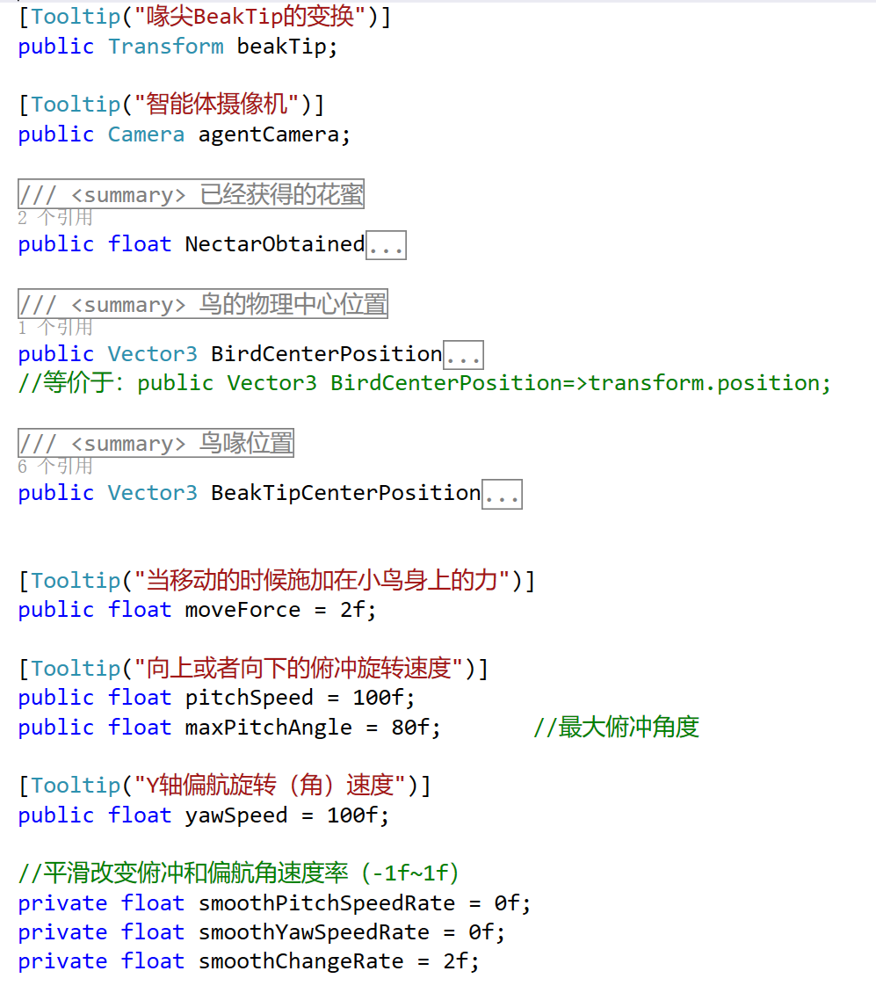 [Tooltip("喙尖BeakTip的变换")]
public Transform beakTip;
[Tooltip("智能体摄像机")]
public Camera agentCamera;
/// <summary> 已经获得的花蜜
2 个引用
public float NectarObtained...
/// <summary> 鸟的物理中心位置
1 个引用
public Vector3 BirdCenterPosition...
//等价于：public Vector3 BirdCenterPosition=>transform.position;
/// <summary> 鸟喙位置
6 个引用
public Vector3 BeakTipCenterPosition...
[Tooltip("当移动的时候施加在小鸟身上的力")]
public float moveForce = 2f;
[Tooltip("向上或者向下的俯冲旋转速度")]
public float pitchSpeed = 100f;
public float maxPitchAngle = 80f; //最大俯冲角度
[Tooltip("Y轴偏航旋转（角）速度")]
public float yawSpeed = 100f;
//平滑改变俯冲和偏航角速度率（-1f~1f）
private float smoothPitchSpeedRate = 0f;
private float smoothYawSpeedRate = 0f;
private float smoothChangeRate = 2f;